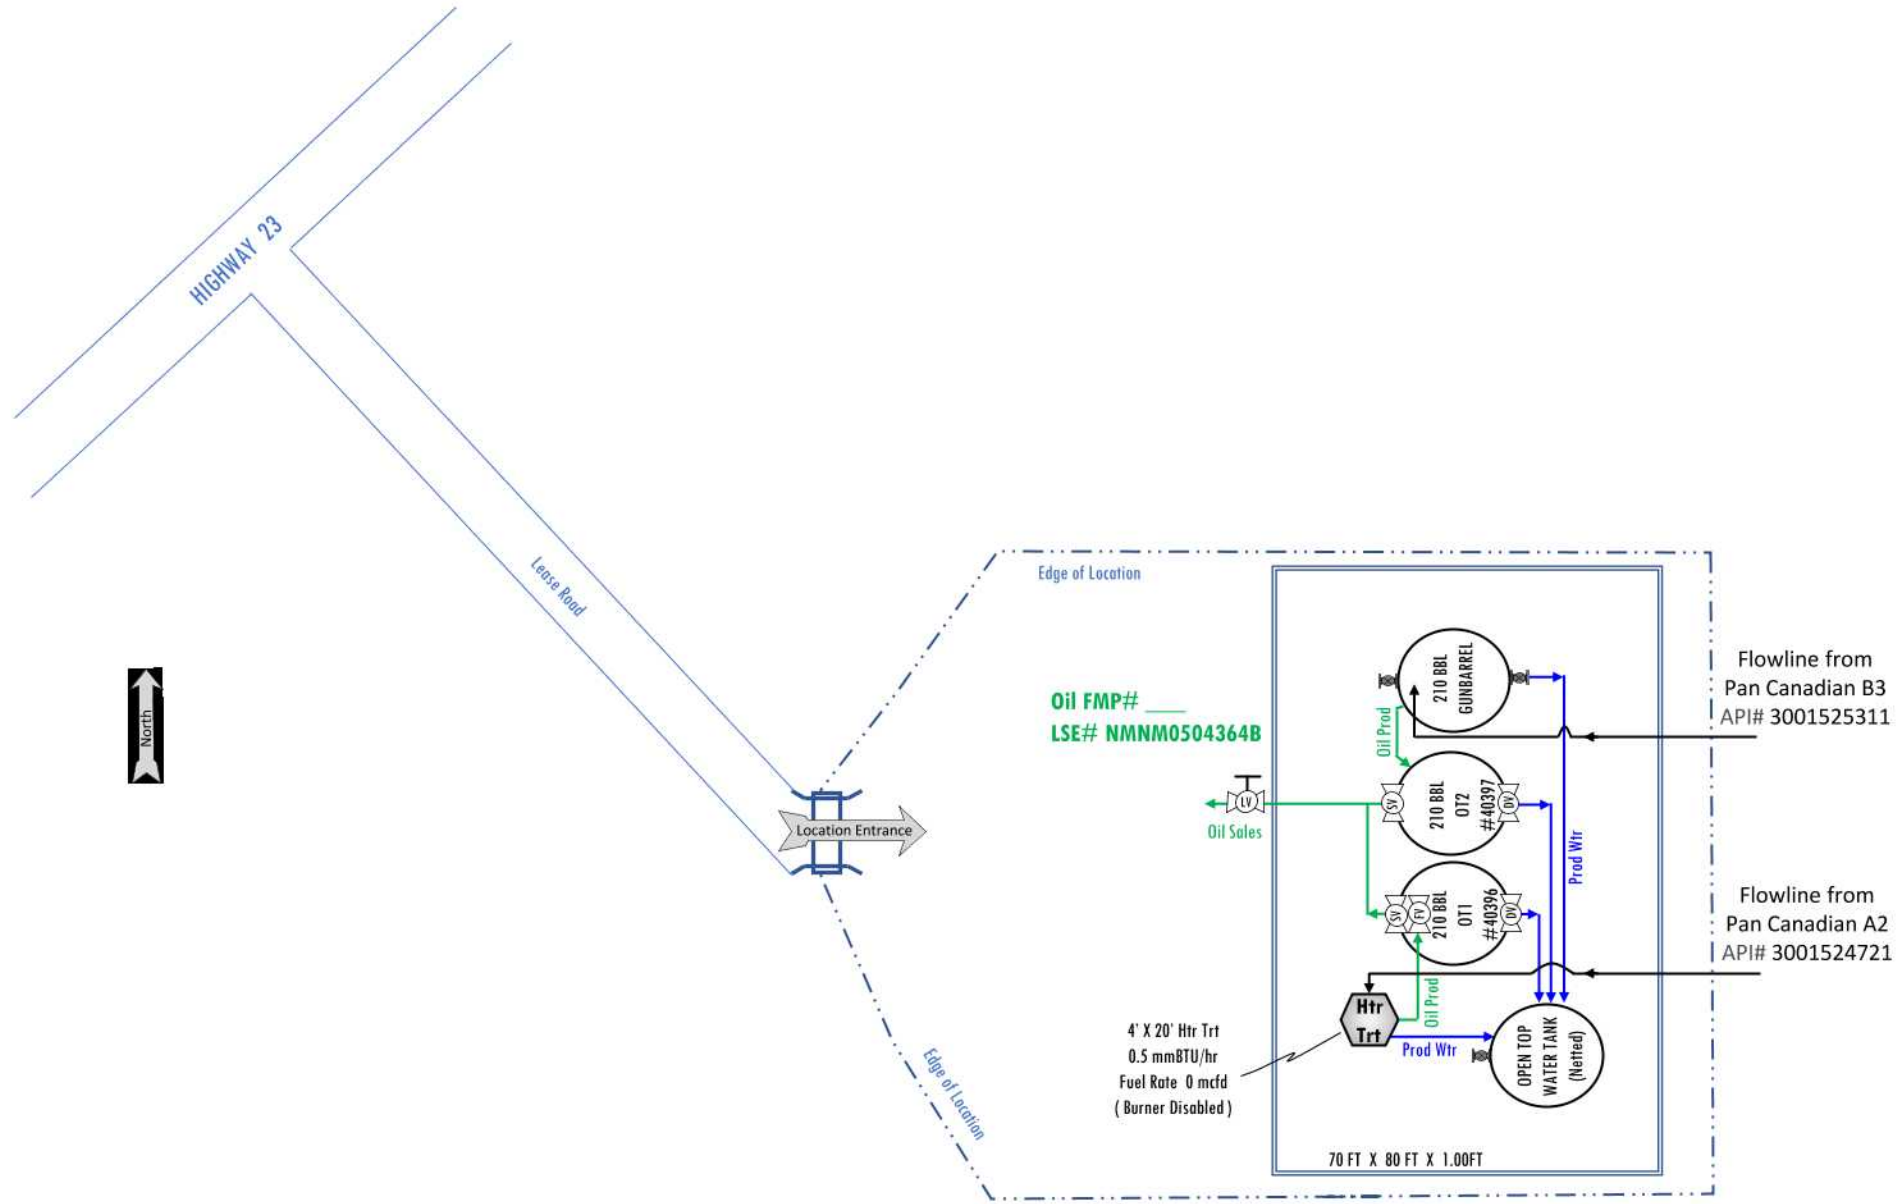 HIGHWAY 23
Lease Road
North
Location Entrance
Edge of Location
Edge of Location
Oil FMP# ____
LSE# NMNM0504364B
LV
Oil Sales
210 BBL
GUNBARREL
Oil Prod
SV
210 BBL
OT2
#40397
DV
Prod Wtr
SV
FV
210 BBL
OT1
#40396
DV
Oil Prod
Htr
Trt
Prod Wtr
OPEN TOP
WATER TANK
(Netted)
4' X 20' Htr Trt
0.5 mmBTU/hr
Fuel Rate 0 mcfd
( Burner Disabled )
70 FT X 80 FT X 1.00FT
Flowline from
Pan Canadian B3
API# 3001525311
Flowline from
Pan Canadian A2
API# 3001524721